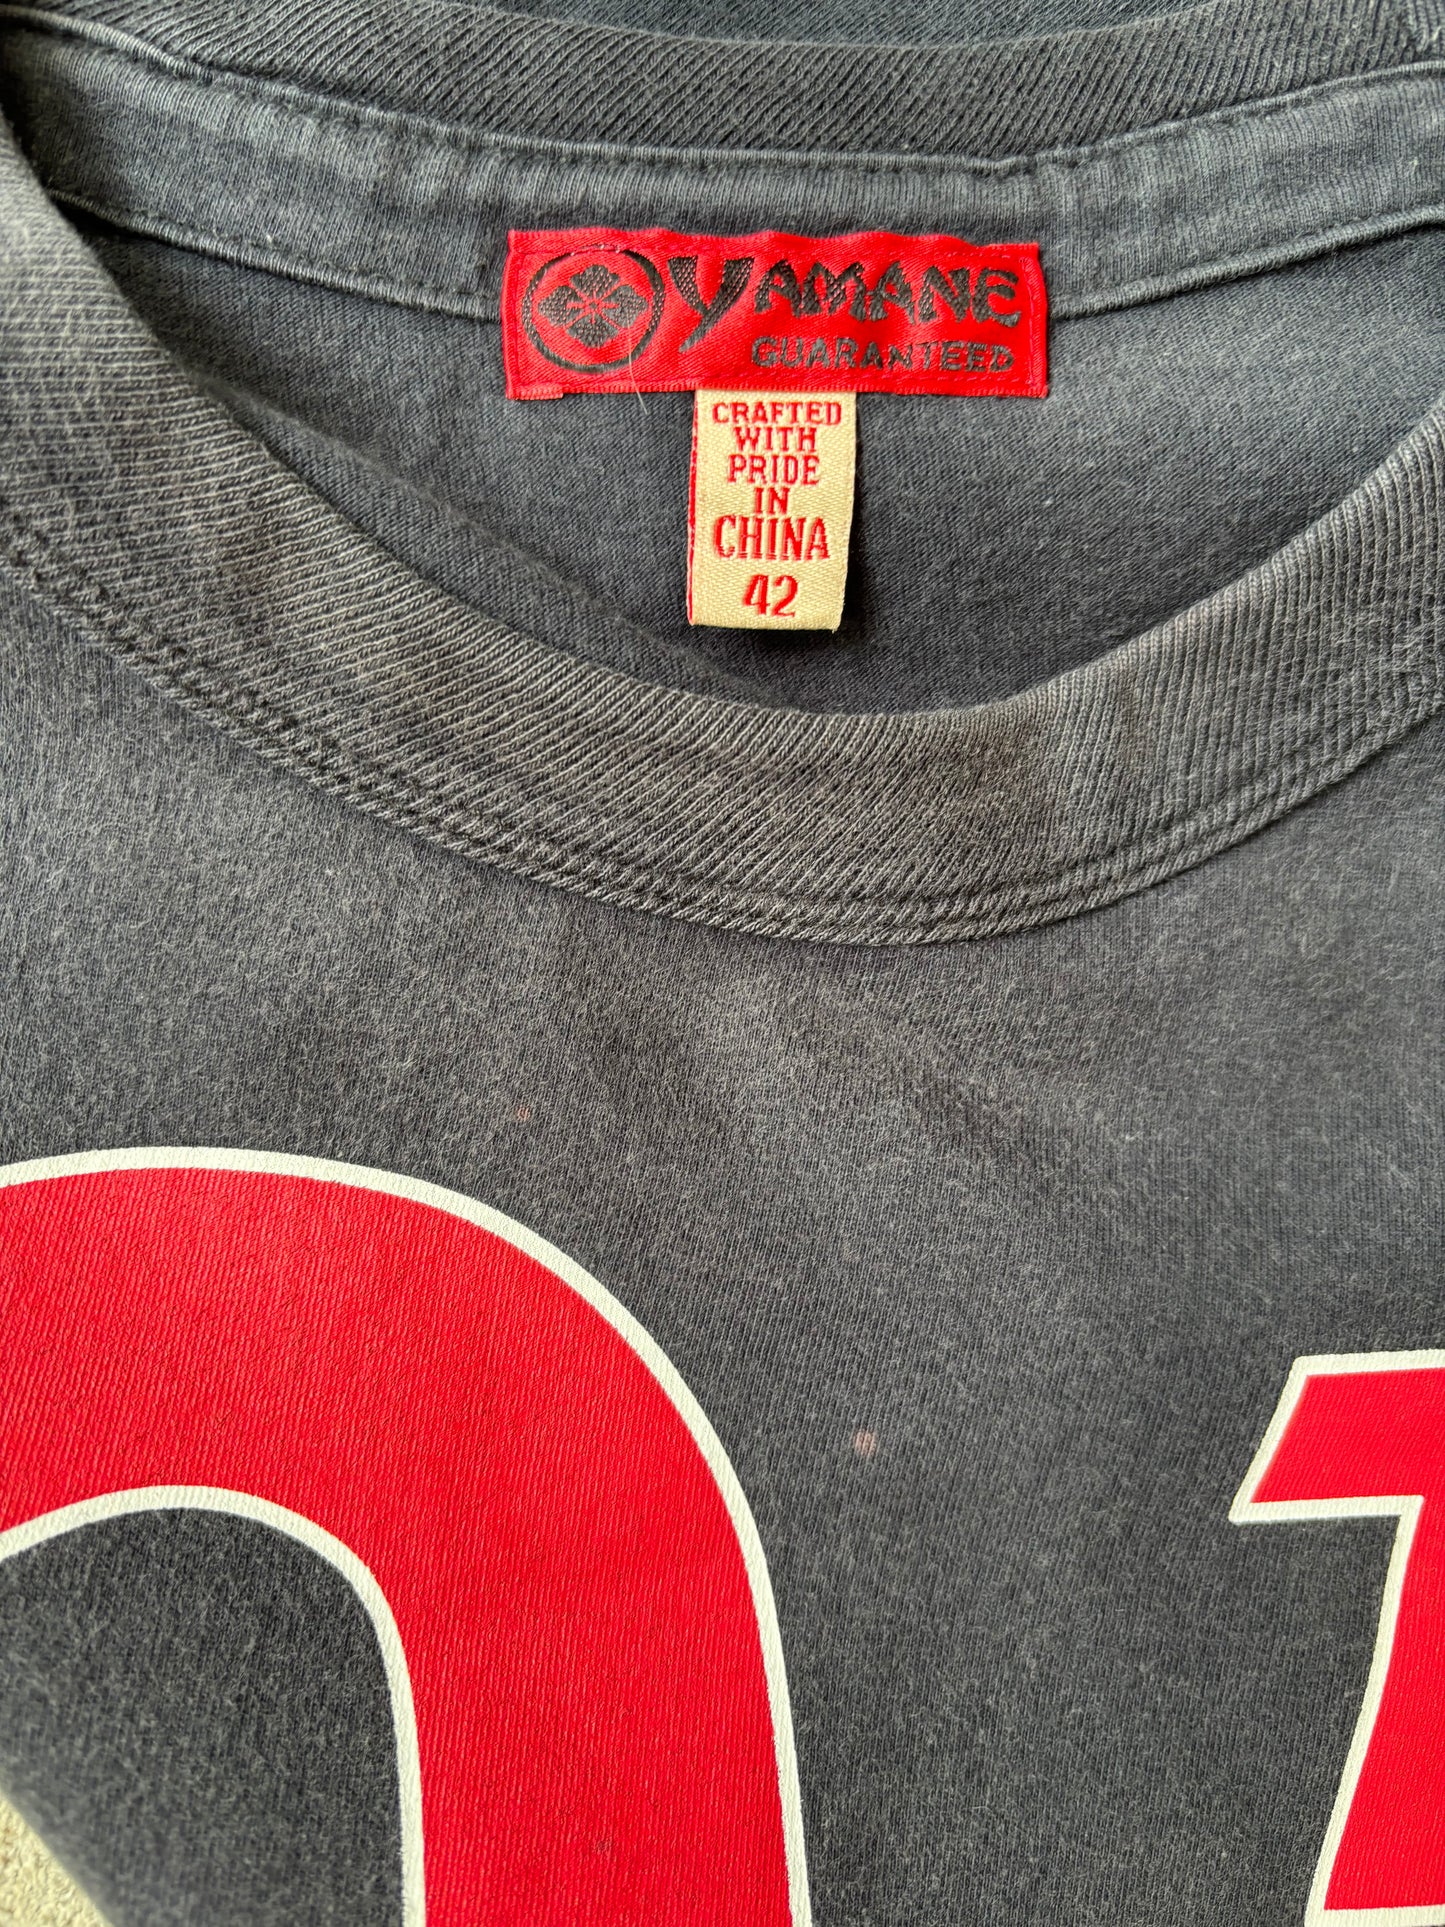 YAMANE
GUARANTEED
CRAFTED
WITH
PRIDE
IN
CHINA
42